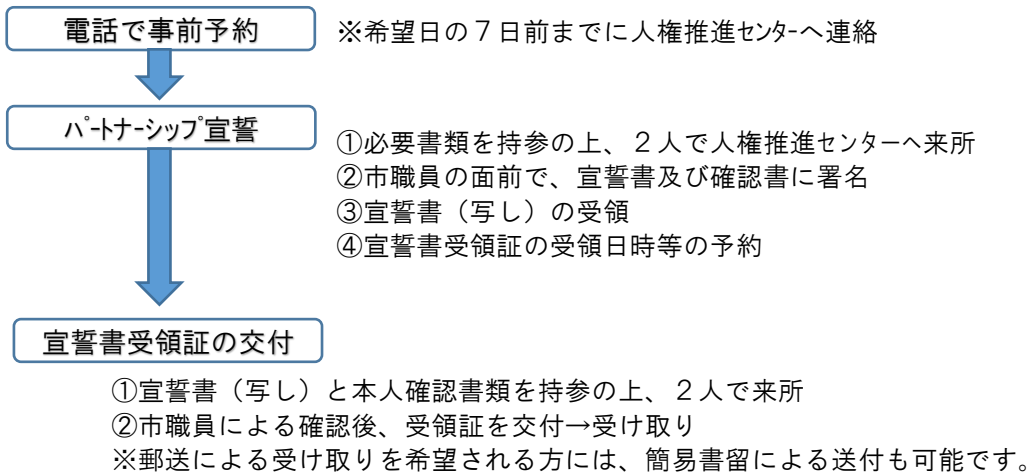 電話で事前予約 ※希望日の7日前までに人権推進ｾﾝﾀｰへ連絡
ﾊﾟｰﾄﾅｰｼｯﾌﾟ宣誓
①必要書類を持参の上、2人で人権推進センターへ来所
②市職員の面前で、宣誓書及び確認書に署名
③宣誓書（写し）の受領
④宣誓書受領証の受領日時等の予約
宣誓書受領証の交付
①宣誓書（写し）と本人確認書類を持参の上、2人で来所
②市職員による確認後、受領証を交付→受け取り
※郵送による受け取りを希望される方には、簡易書留による送付も可能です。